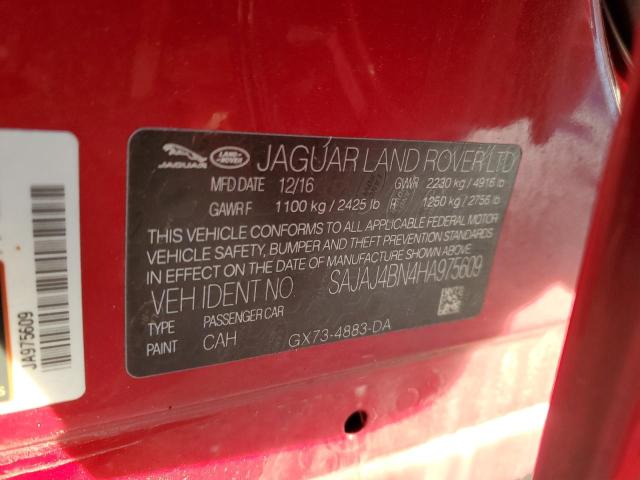 JAGUAR LAND-ROVER JAGUAR LAND ROVER LTD
MFD DATE 12/16 GVWR 2230 kg / 4916 lb
GAWR F 1100 kg / 2425 lb R 1250 kg / 2756 lb
THIS VEHICLE CONFORMS TO ALL APPLICABLE FEDERAL MOTOR
VEHICLE SAFETY, BUMPER AND THEFT PREVENTION STANDARDS
IN EFFECT ON THE DATE OF MANUFACTURE SHOWN ABOVE.
VEH IDENT NO. SAJAJ4BN4HA975609
TYPE PASSENGER CAR
PAINT CAH GX73-4883-DA
JA975609